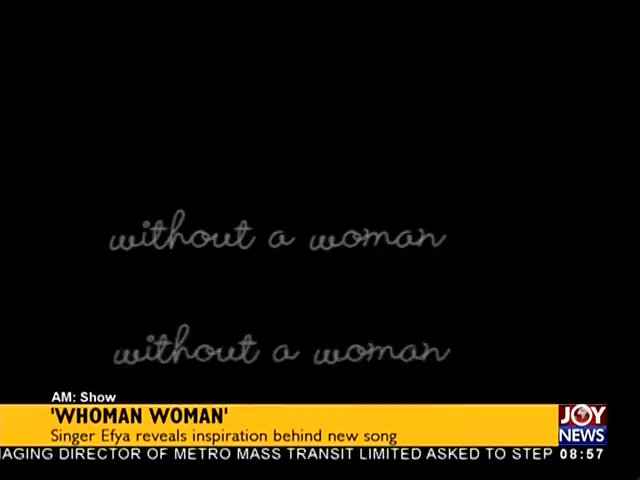 without a woman
without a woman
AM: Show
'WHOMAN WOMAN'
Singer Efya reveals inspiration behind new song
JOY
NEWS
AGING DIRECTOR OF METRO MASS TRANSIT LIMITED ASKED TO STEP 08:57